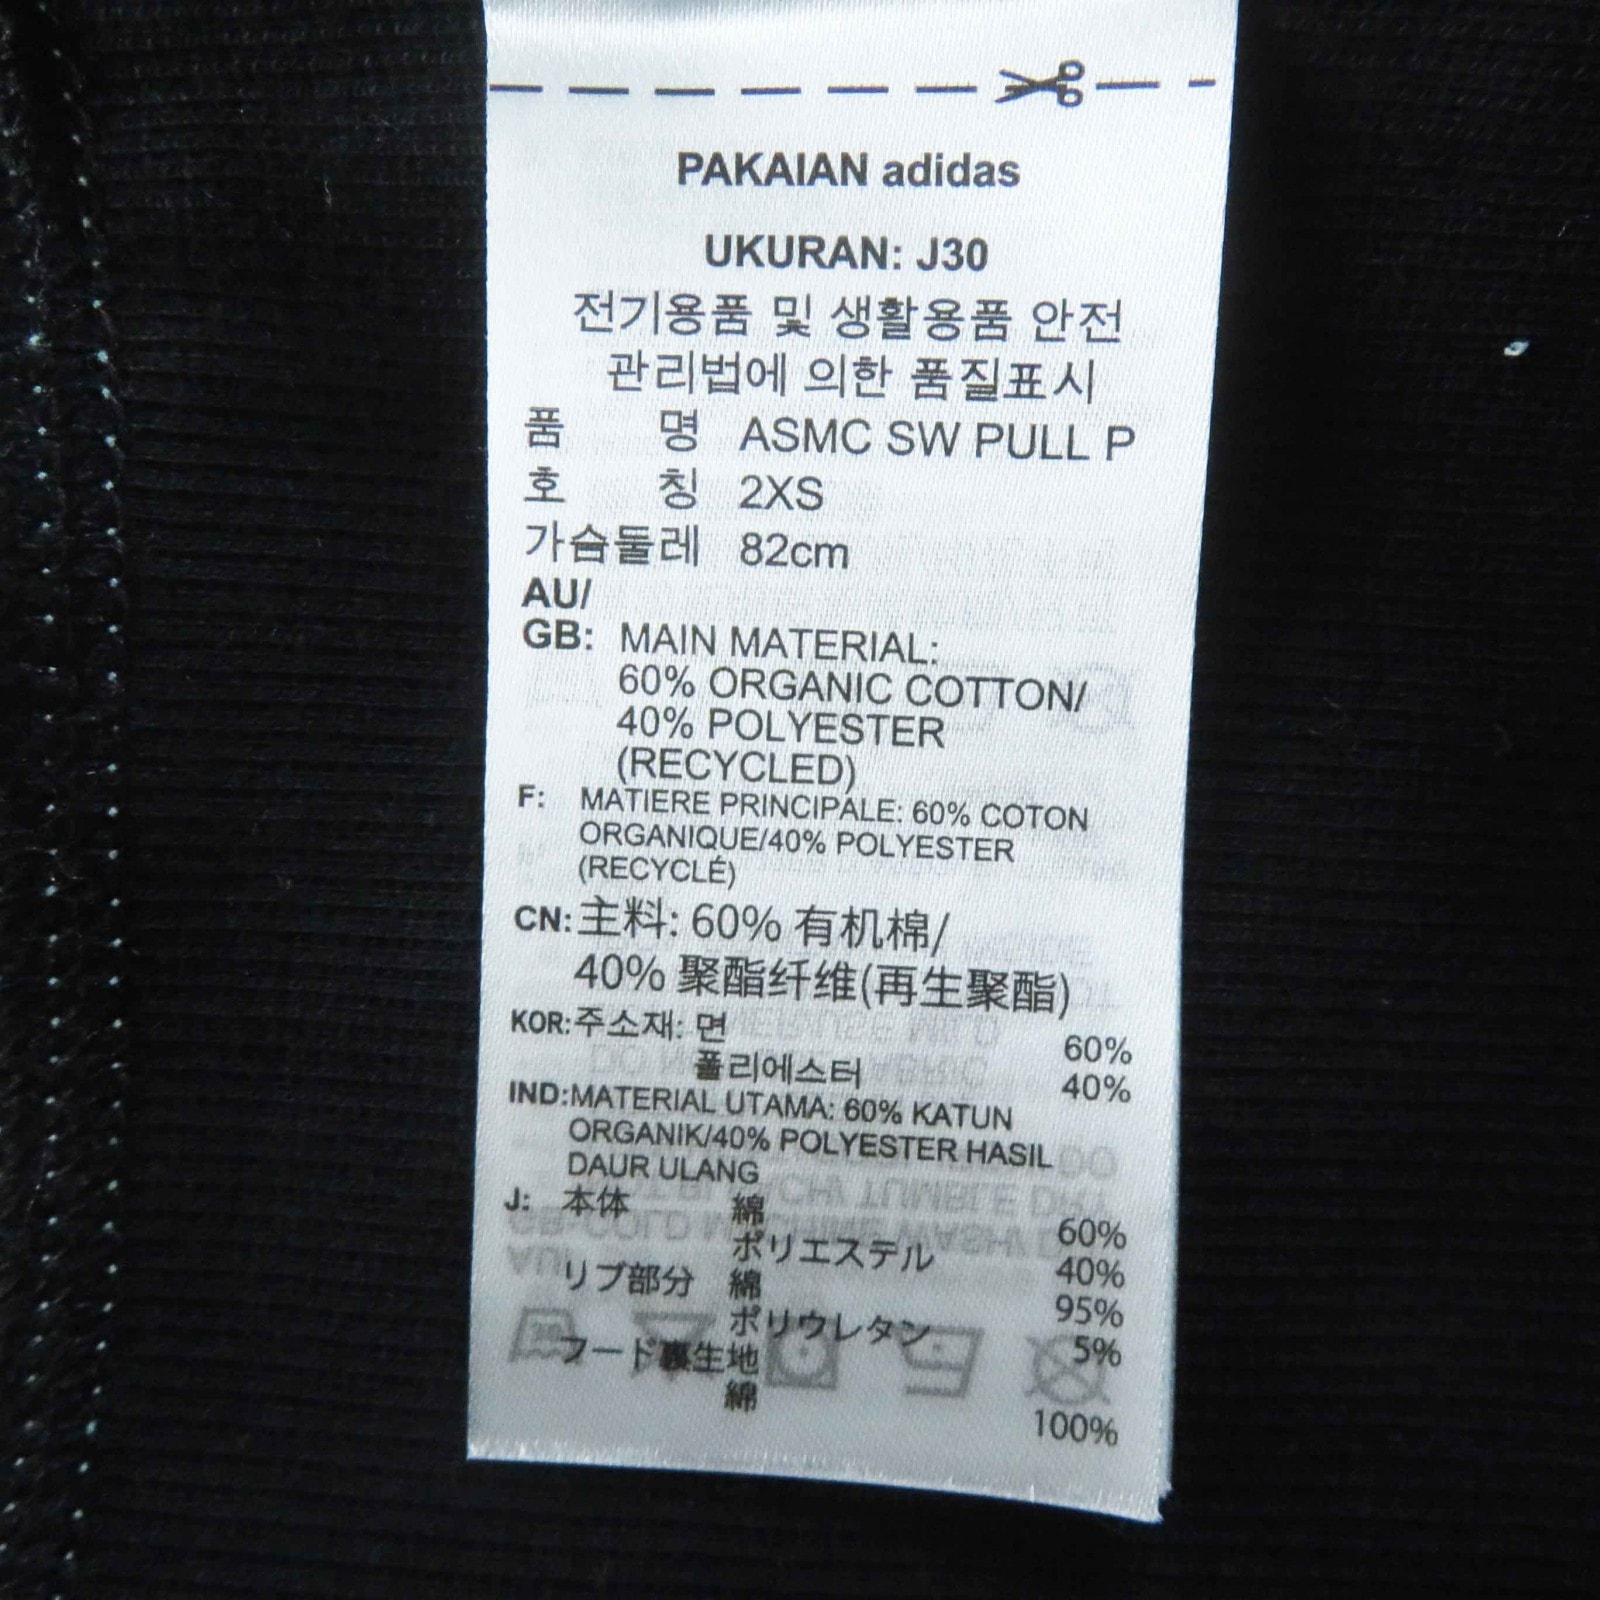 PAKAIAN adidas
UKURAN: J30
전기용품 및 생활용품 안전
관리법에 의한 품질표시
품 명 ASMC SW PULL P
호 칭 2XS
가슴둘레 82cm
AU/
GB: MAIN MATERIAL:
60% ORGANIC COTTON/
40% POLYESTER
(RECYCLED)
F: MATIERE PRINCIPALE: 60% COTON
ORGANIQUE/40% POLYESTER
(RECYCLÉ)
CN: 主料: 60% 有机棉/
40% 聚酯纤维(再生聚酯)
KOR: 주소재: 면 60%
폴리에스터 40%
IND: MATERIAL UTAMA: 60% KATUN
ORGANIK/40% POLYESTER HASIL
DAUR ULANG
J: 本体 綿 60%
ポリエステル 40%
リブ部分 綿 95%
ポリウレタン 5%
フード裏生地
綿 100%